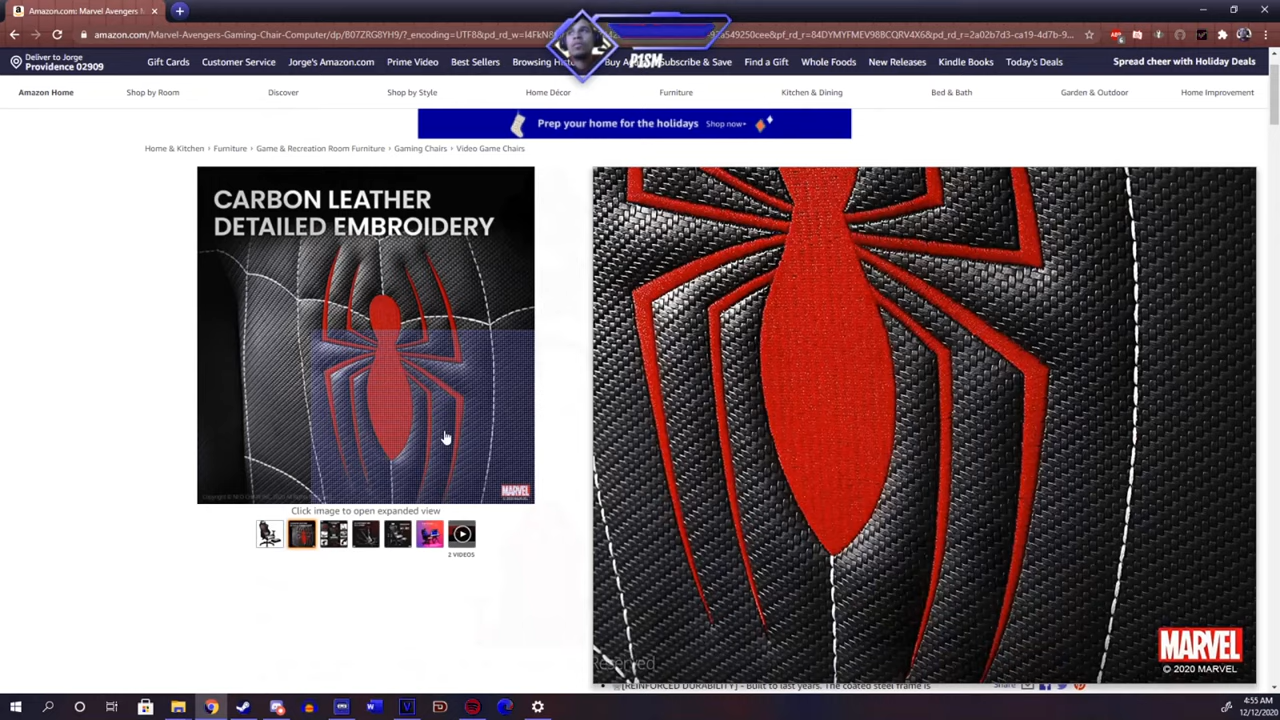 Amazon.com: Marvel Avengers
amazon.com/Marvel-Avengers-Gaming-Chair-Computer/dp/B07ZRG8YH9/?_encoding=UTF8&pd_rd_w=
P1SM
Deliver to Jorge
Providence 02909
Gift Cards
Customer Service
Jorge's Amazon.com
Prime Video
Best Sellers
Browsing
Buy
Subscribe & Save
Find a Gift
Whole Foods
New Releases
Kindle Books
Today's Deals
Spread cheer with Holiday Deals
Amazon Home
Shop by Room
Discover
Shop by Style
Home Décor
Furniture
Kitchen & Dining
Bed & Bath
Garden & Outdoor
Home Improvement
Prep your home for the holidays Shop now
Home & Kitchen › Furniture › Game & Recreation Room Furniture › Gaming Chairs › Video Game Chairs
CARBON LEATHER
DETAILED EMBROIDERY
MARVEL
Click image to open expanded view
2 VIDEOS
MARVEL
© 2020 MARVEL
Reserved
[REINFORCED DURABILITY] - Built to last years. The coated steel frame is
Share
4:55 AM
12/12/2020